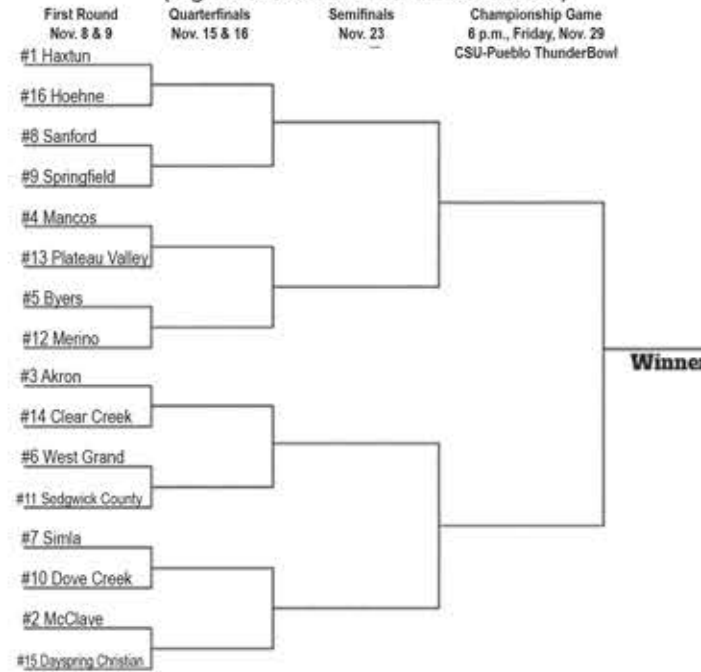 First Round
Nov. 8 & 9
Quarterfinals
Nov. 15 & 16
Semifinals
Nov. 23
Championship Game
6 p.m., Friday, Nov. 29
CSU-Pueblo ThunderBowl
#1 Haxtun
#16 Hoehne
#8 Sanford
#9 Springfield
#4 Mancos
#13 Plateau Valley
#5 Byers
#12 Merino
#3 Akron
#14 Clear Creek
#6 West Grand
#11 Sedgwick County
#7 Simla
#10 Dove Creek
#2 McClave
#15 Dayspring Christian
Winner